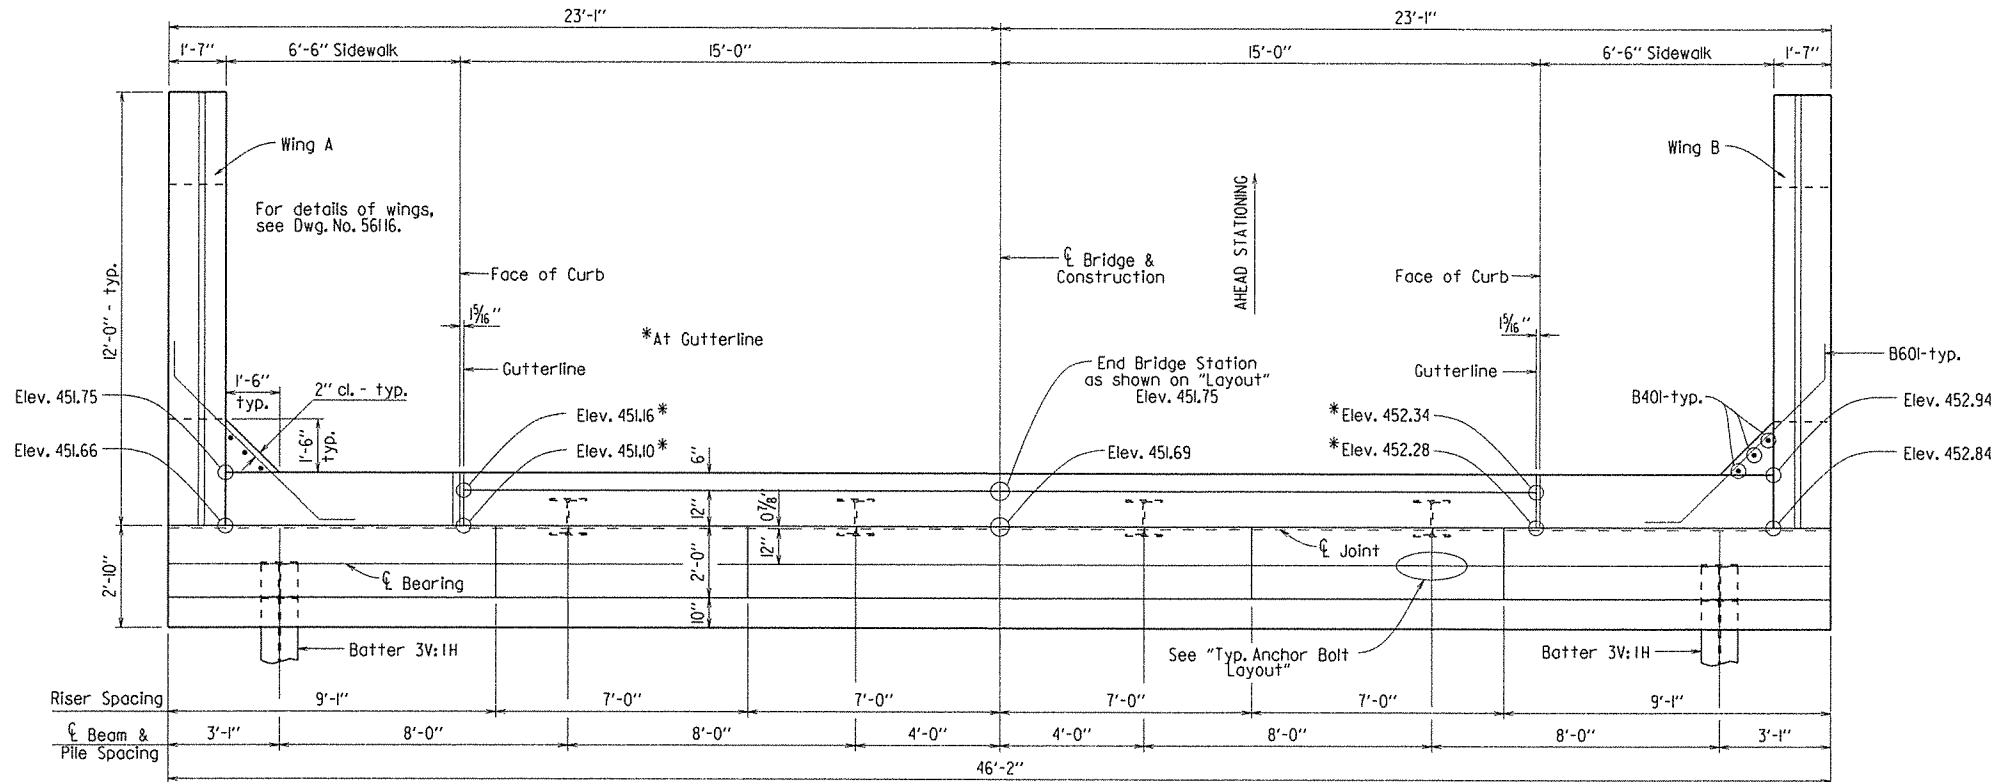 23'-1" 23'-1"
1'-7" 6'-6" Sidewalk 15'-0" 15'-0" 6'-6" Sidewalk 1'-7"
Wing A
Wing B
For details of wings,
see Dwg. No. 56116.
AHEAD STATIONING
℄ Bridge &
Construction
Face of Curb
Face of Curb
12'-0" - typ.
1 5/16"
1 5/16"
*At Gutterline
Gutterline
Gutterline
End Bridge Station
as shown on "Layout"
Elev. 451.75
B601-typ.
B401-typ.
1'-6"
typ.
2" cl. - typ.
1'-6"
typ.
Elev. 451.75
Elev. 451.66
Elev. 451.16 *
Elev. 451.10 *
Elev. 451.69
*Elev. 452.34
*Elev. 452.28
Elev. 452.94
Elev. 452.84
6"
12"
0 7/8"
12"
2'-0"
10"
2'-10"
℄ Joint
℄ Bearing
Batter 3V:1H
See "Typ. Anchor Bolt
Layout"
Batter 3V:1H
Riser Spacing 9'-1" 7'-0" 7'-0" 7'-0" 7'-0" 9'-1"
℄ Beam &
Pile Spacing
3'-1" 8'-0" 8'-0" 4'-0" 4'-0" 8'-0" 8'-0" 3'-1"
46'-2"